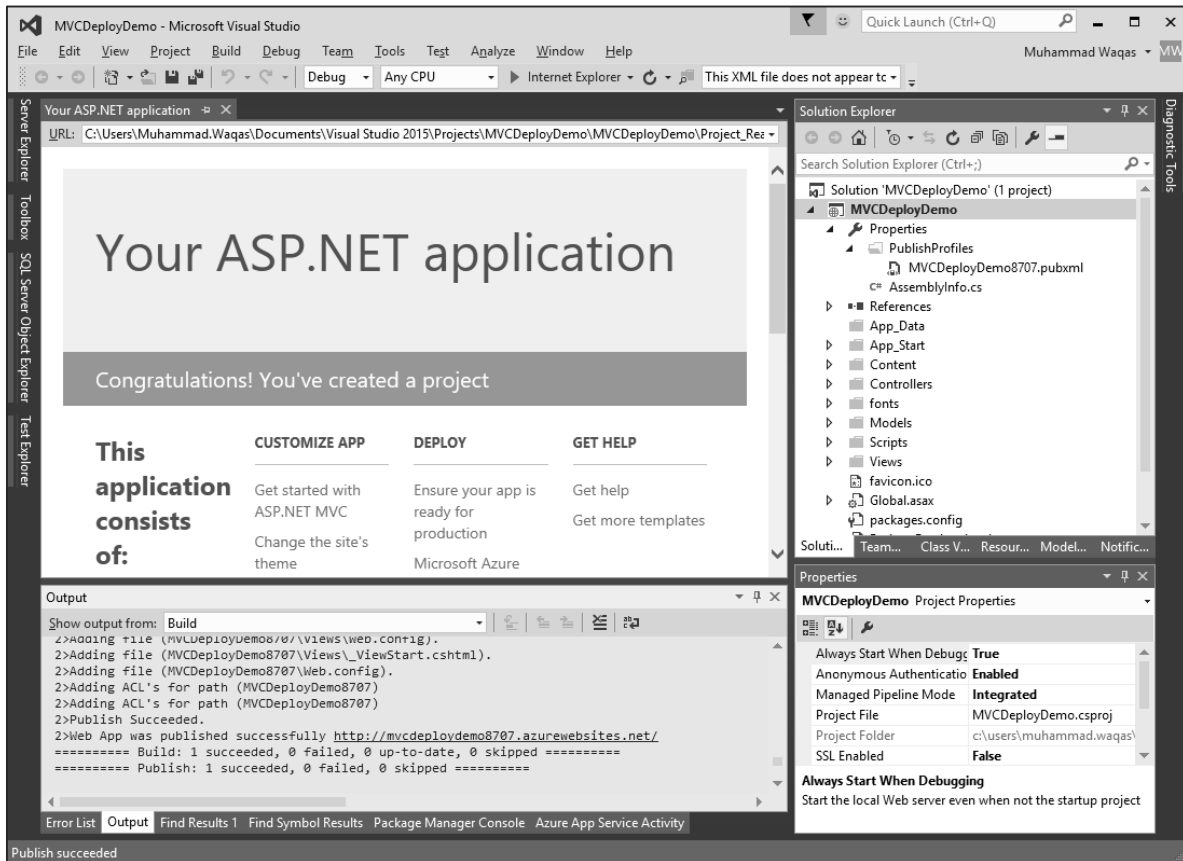 MVCDeployDemo - Microsoft Visual Studio
Quick Launch (Ctrl+Q)
File Edit View Project Build Debug Team Tools Test Analyze Window Help
Muhammad Waqas MW
Debug Any CPU Internet Explorer This XML file does not appear tc
Server Explorer
Toolbox
SQL Server Object Explorer
Test Explorer
Your ASP.NET application
URL: C:\Users\Muhammad.Waqas\Documents\Visual Studio 2015\Projects\MVCDeployDemo\MVCDeployDemo\Project_Rea
Your ASP.NET application
Congratulations! You've created a project
This
application
consists
of:
CUSTOMIZE APP
Get started with
ASP.NET MVC
Change the site's
theme
DEPLOY
Ensure your app is
ready for
production
Microsoft Azure
GET HELP
Get help
Get more templates
Output
Show output from: Build
2>Adding file (MVCDeployDemo8707\Views\web.config).
2>Adding file (MVCDeployDemo8707\Views\_ViewStart.cshtml).
2>Adding file (MVCDeployDemo8707\Web.config).
2>Adding ACL's for path (MVCDeployDemo8707)
2>Adding ACL's for path (MVCDeployDemo8707)
2>Publish Succeeded.
2>Web App was published successfully http://mvcdeploydemo8707.azurewebsites.net/
========== Build: 1 succeeded, 0 failed, 0 up-to-date, 0 skipped ==========
========== Publish: 1 succeeded, 0 failed, 0 skipped ==========
Error List Output Find Results 1 Find Symbol Results Package Manager Console Azure App Service Activity
Solution Explorer
Search Solution Explorer (Ctrl+;)
Solution 'MVCDeployDemo' (1 project)
MVCDeployDemo
Properties
PublishProfiles
MVCDeployDemo8707.pubxml
C# AssemblyInfo.cs
References
App_Data
App_Start
Content
Controllers
fonts
Models
Scripts
Views
favicon.ico
Global.asax
packages.config
Soluti... Team... Class V... Resour... Model... Notific...
Properties
MVCDeployDemo Project Properties
Always Start When Debugg True
Anonymous Authenticatio Enabled
Managed Pipeline Mode Integrated
Project File MVCDeployDemo.csproj
Project Folder c:\users\muhammad.waqas\
SSL Enabled False
Always Start When Debugging
Start the local Web server even when not the startup project
Diagnostic Tools
Publish succeeded